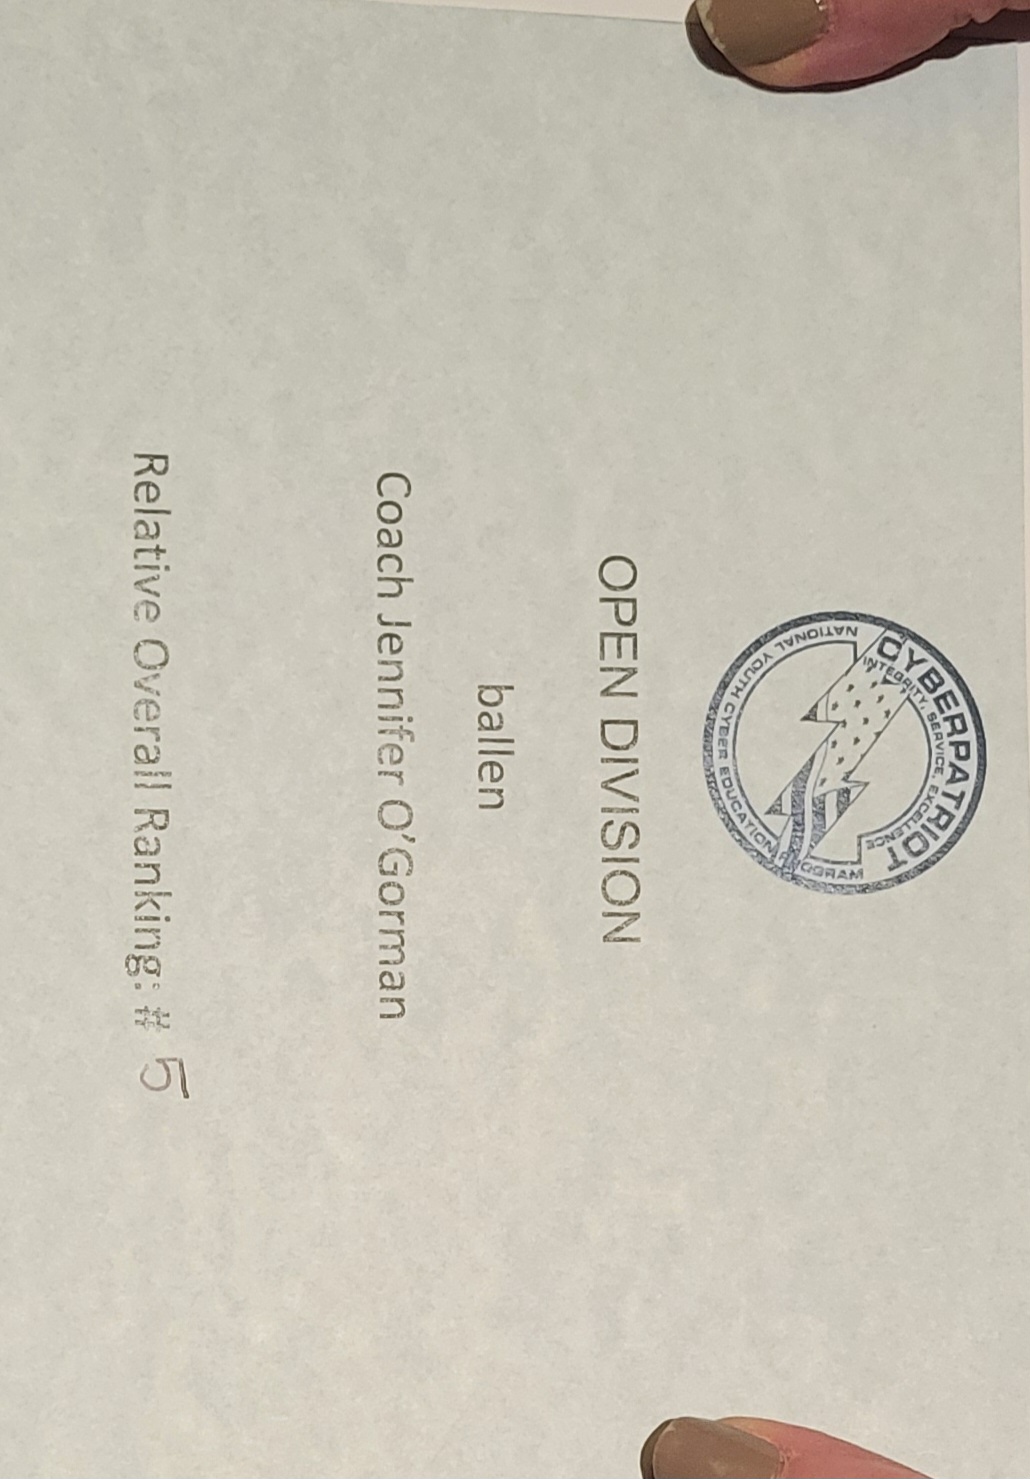 CYBERPATRIOT
INTEGRITY, SERVICE, EXCELLENCE
NATIONAL YOUTH CYBER EDUCATION PROGRAM
OPEN DIVISION
ballen
Coach Jennifer O'Gorman
Relative Overall Ranking: # 5